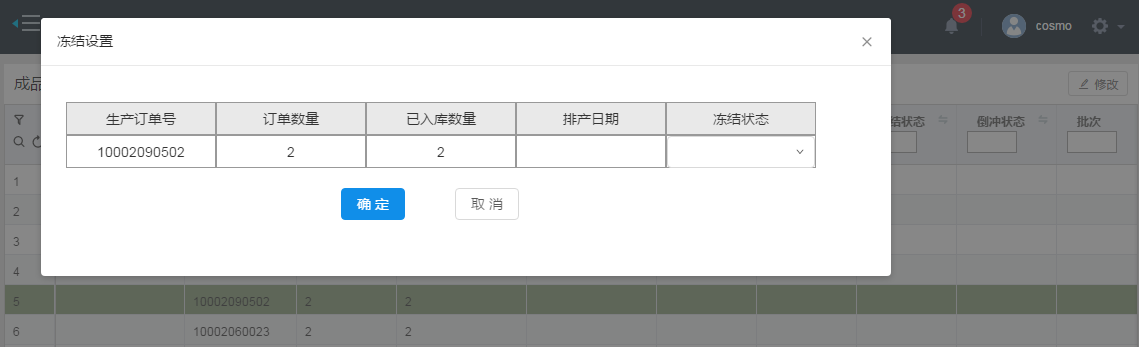 3
cosmo
冻结设置
成品
修改
生产订单号 订单数量 已入库数量 排产日期 冻结状态
结状态 倒冲状态 批次
10002090502 2 2
1
确 定 取 消
2
3
4
5 10002090502 2 2
6 10002060023 2 2